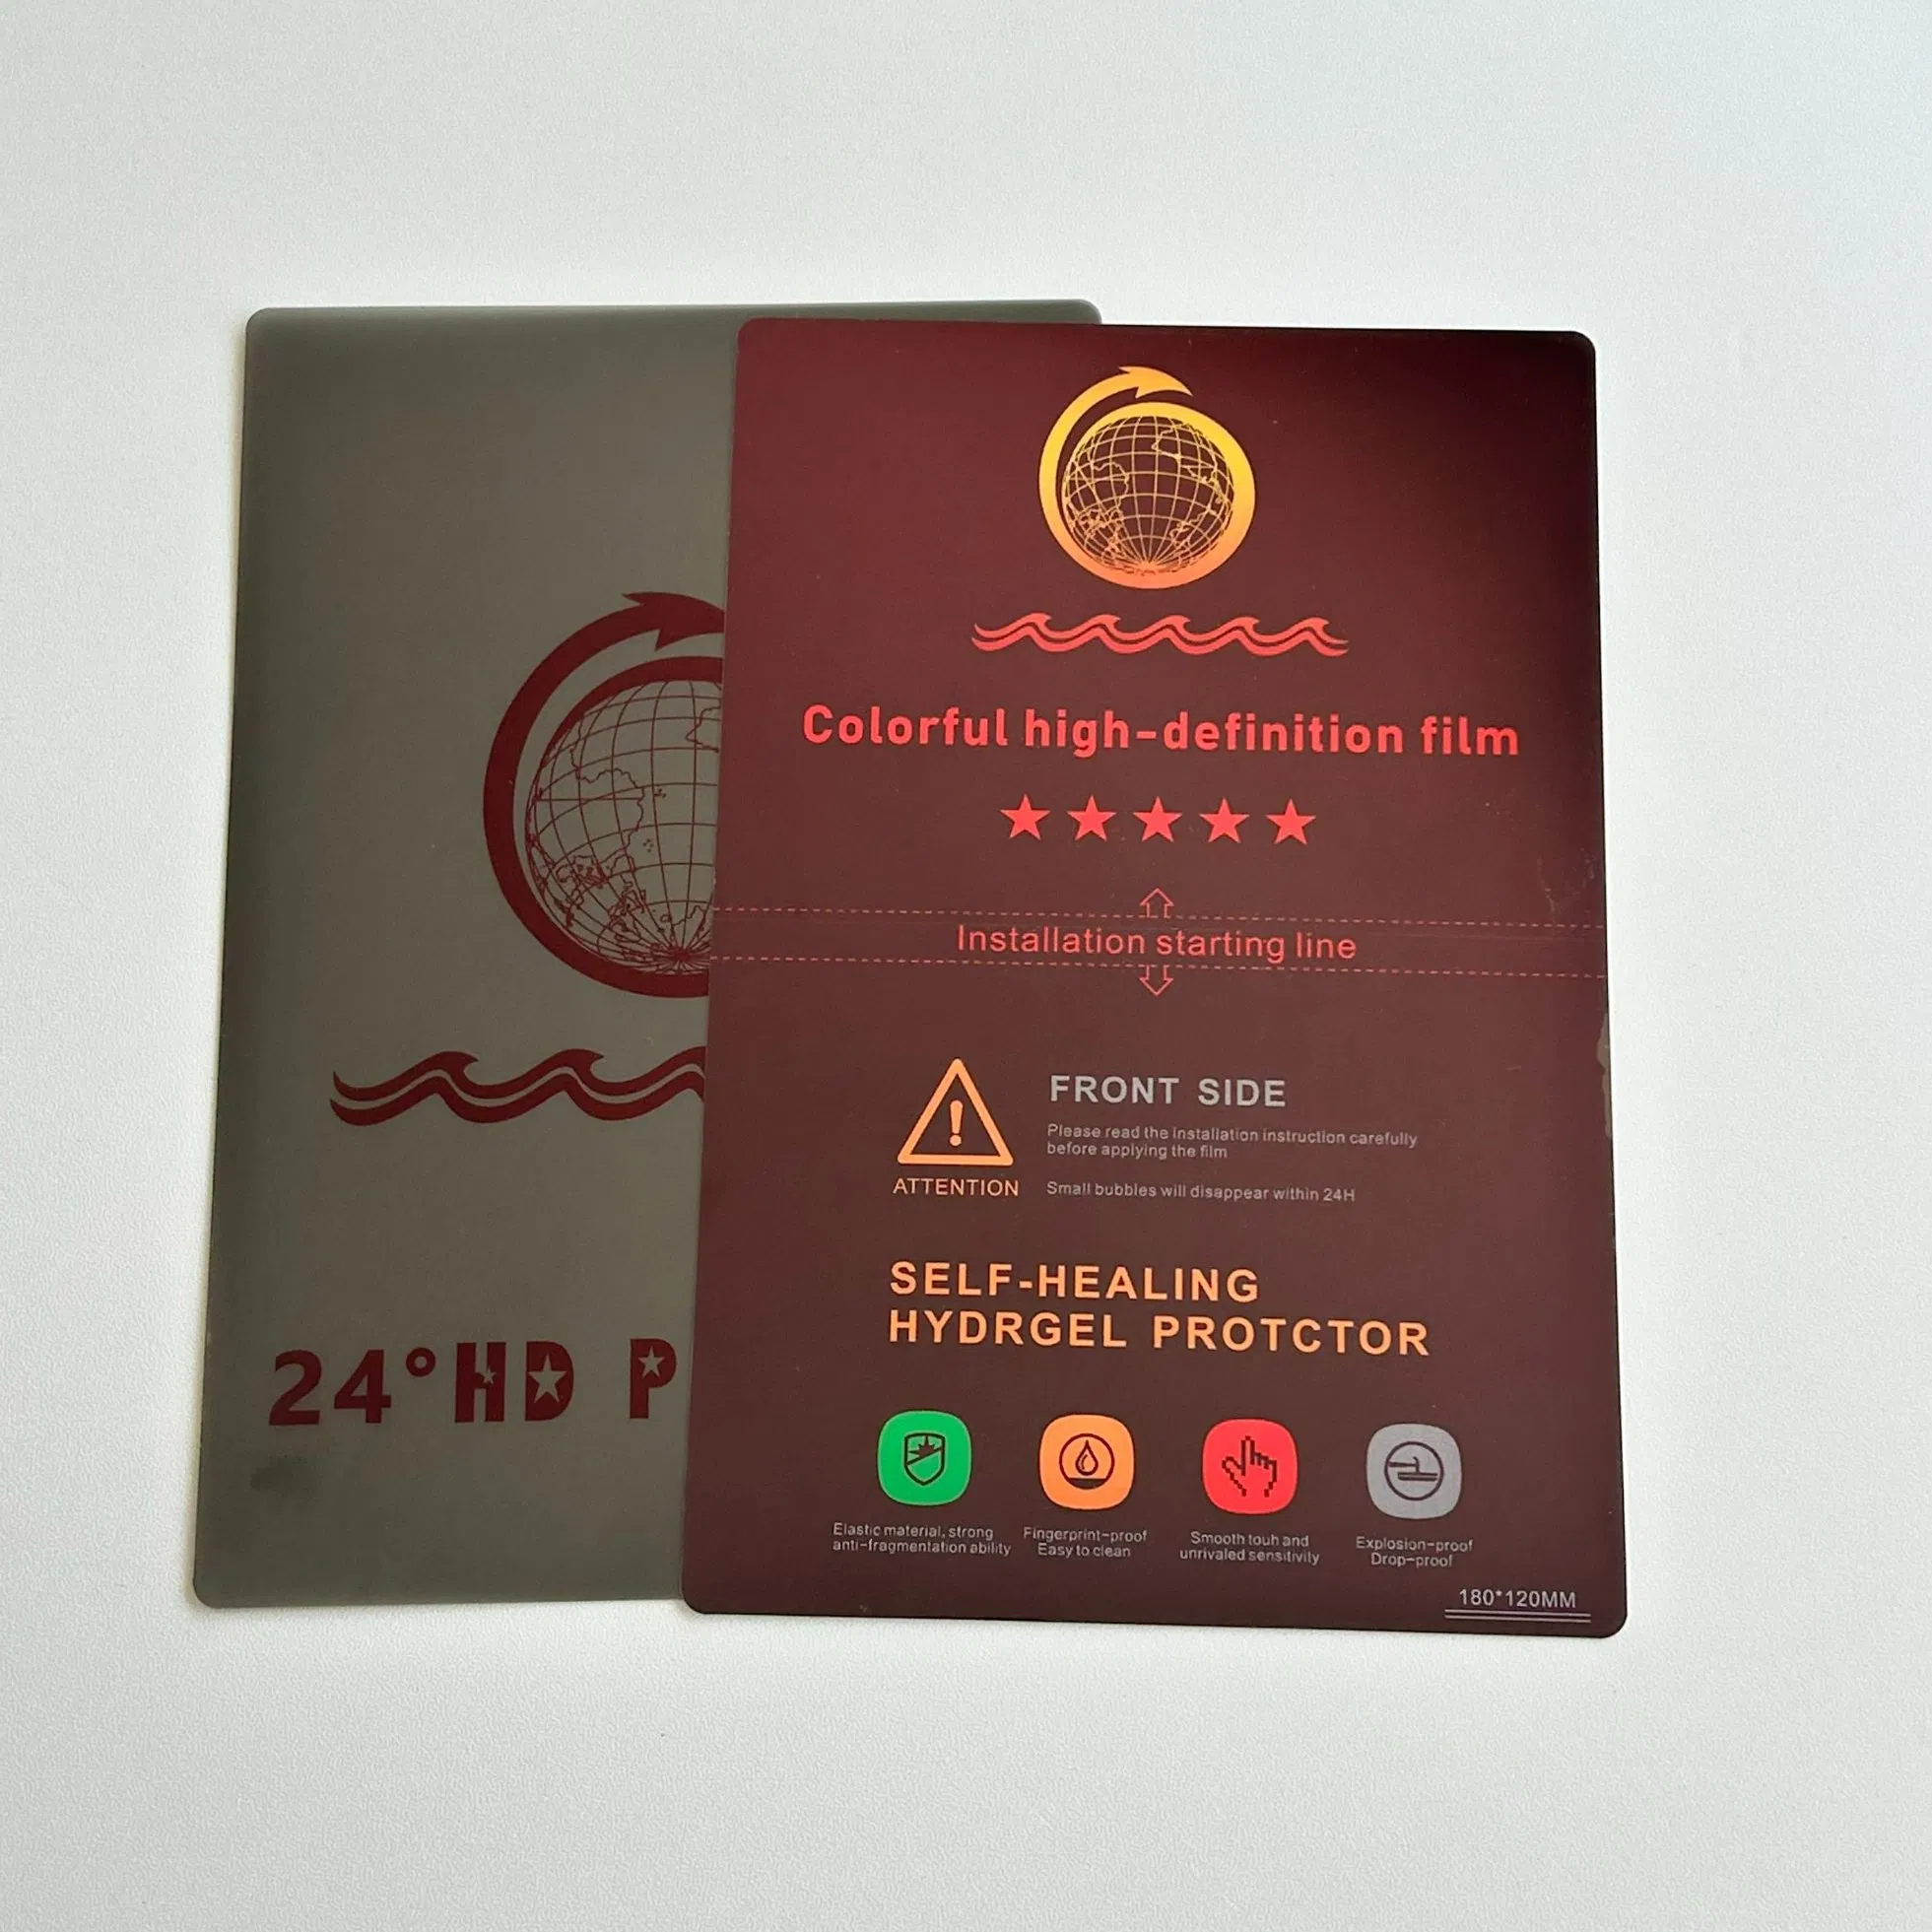 24°HD P
Colorful high-definition film
Installation starting line
FRONT SIDE
Please read the installation instruction carefully
before applying the film
ATTENTION
Small bubbles will disappear within 24H
SELF-HEALING
HYDRGEL PROTCTOR
Elastic material, strong
anti-fragmentation ability
Fingerprint-proof
Easy to clean
Smooth touh and
unrivaled sensitivity
Explosion-proof
Drop-proof
180*120MM